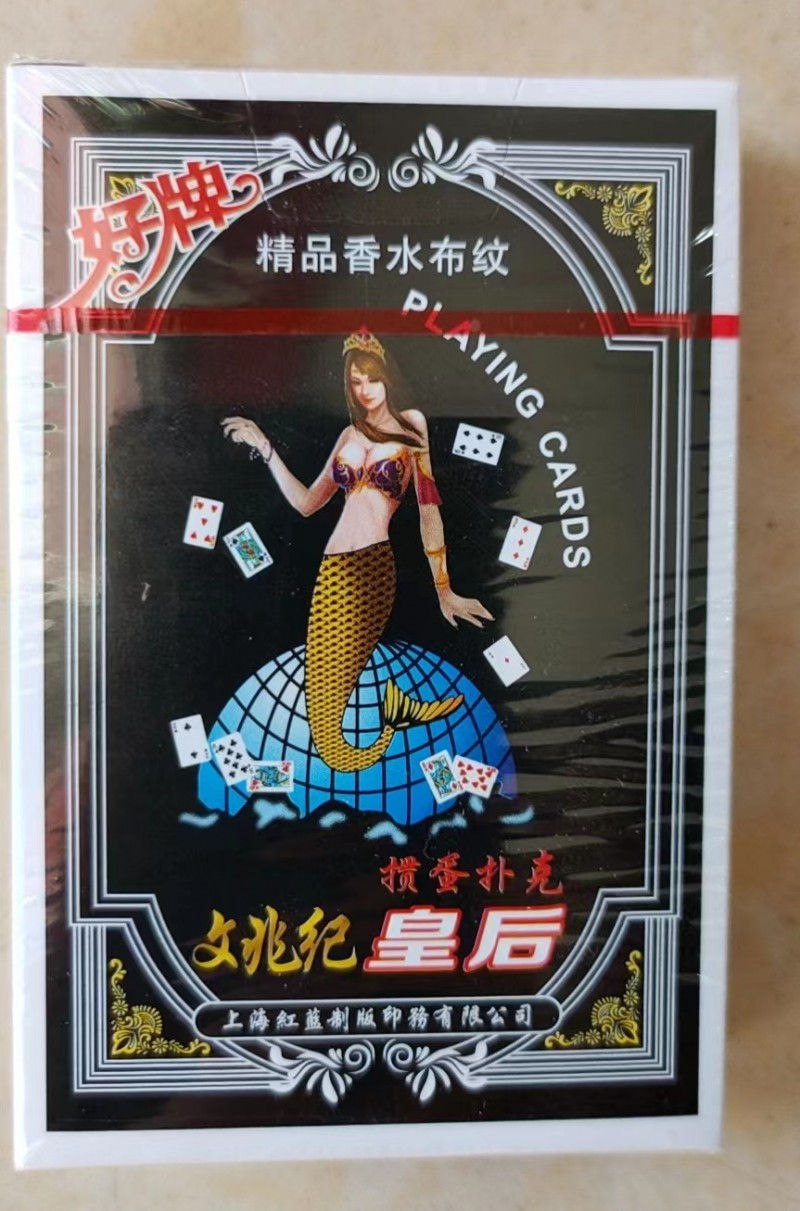 好牌
精品香水布纹
PLAYING CARDS
掼蛋扑克
文兆纪 皇后
上海紅蓝制版印務有限公司